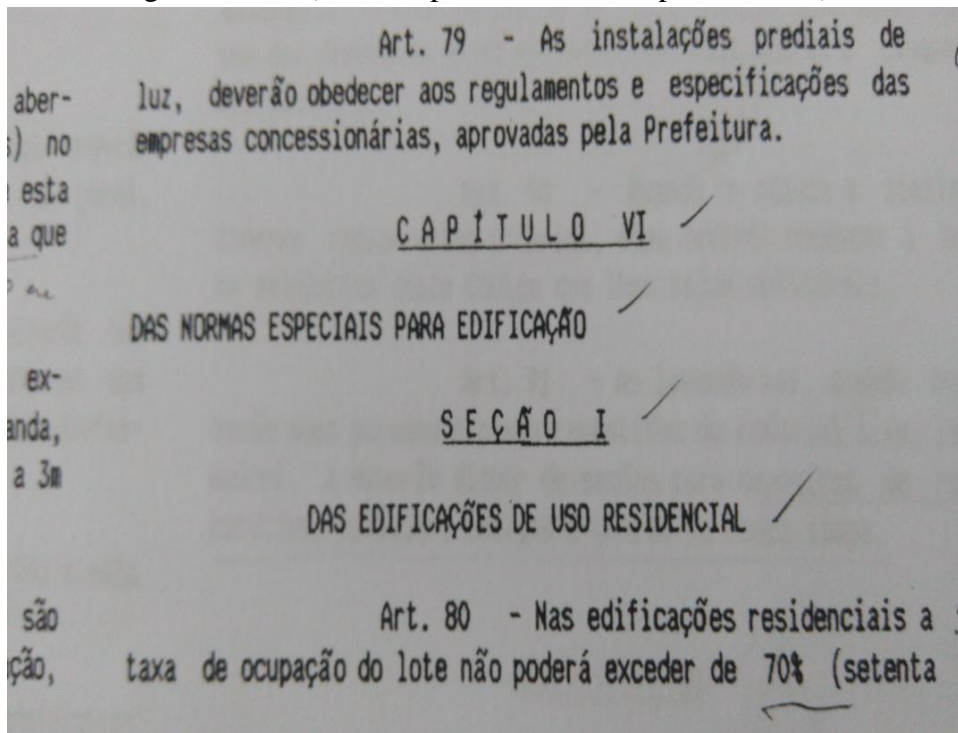 Art. 79 - As instalações prediais de
luz, deverão obedecer aos regulamentos e especificações das
empresas concessionárias, aprovadas pela Prefeitura.
CAPÍTULO VI
DAS NORMAS ESPECIAIS PARA EDIFICAÇÃO
SEÇÃO I
DAS EDIFICAÇÕES DE USO RESIDENCIAL
Art. 80 - Nas edificações residenciais a
taxa de ocupação do lote não poderá exceder de 70% (setenta
aber-
s) no
esta
a que
ex-
anda,
a 3m
são
ção,